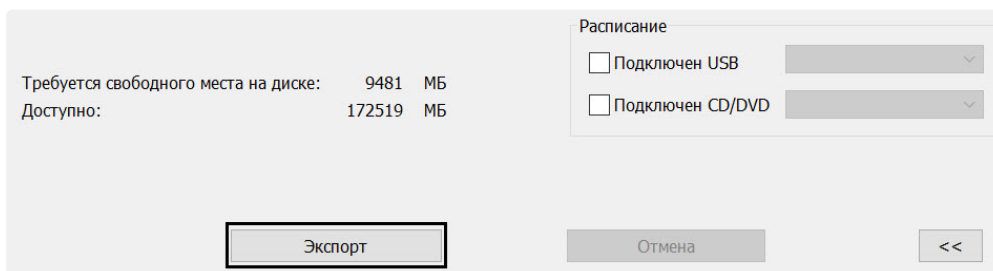 Расписание
Подключен USB
Требуется свободного места на диске: 9481 МБ
Доступно: 172519 МБ
Подключен CD/DVD
Экспорт
Отмена
<<